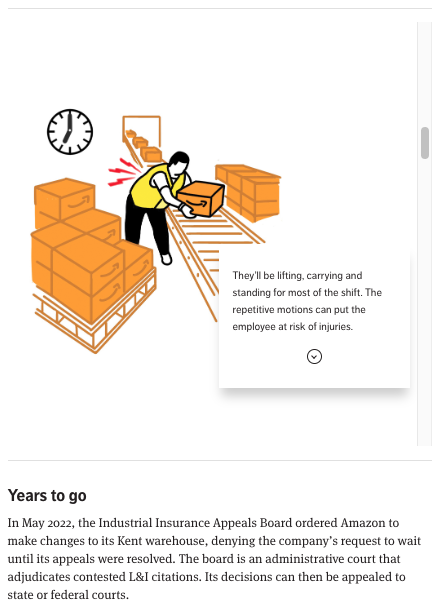 They'll be lifting, carrying and
standing for most of the shift. The
repetitive motions can put the
employee at risk of injuries.
Years to go
In May 2022, the Industrial Insurance Appeals Board ordered Amazon to
make changes to its Kent warehouse, denying the company's request to wait
until its appeals were resolved. The board is an administrative court that
adjudicates contested L&I citations. Its decisions can then be appealed to
state or federal courts.